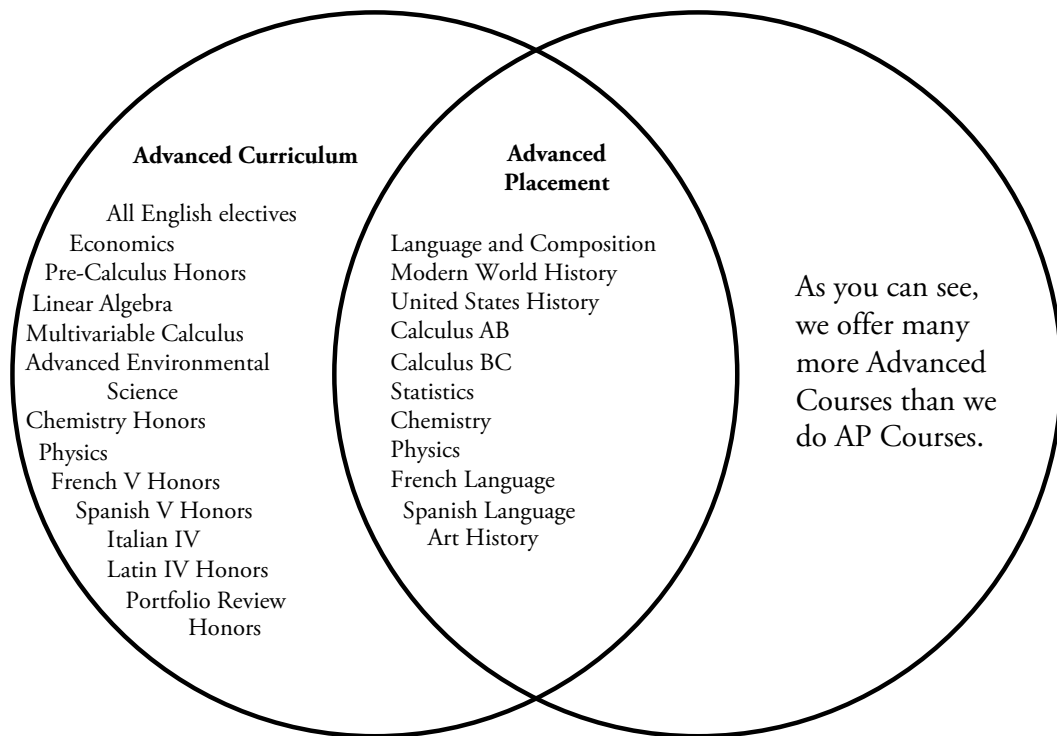 Advanced Curriculum
All English electives
Economics
Pre-Calculus Honors
Linear Algebra
Multivariable Calculus
Advanced Environmental
Science
Chemistry Honors
Physics
French V Honors
Spanish V Honors
Italian IV
Latin IV Honors
Portfolio Review
Honors
Advanced
Placement
Language and Composition
Modern World History
United States History
Calculus AB
Calculus BC
Statistics
Chemistry
Physics
French Language
Spanish Language
Art History
As you can see,
we offer many
more Advanced
Courses than we
do AP Courses.